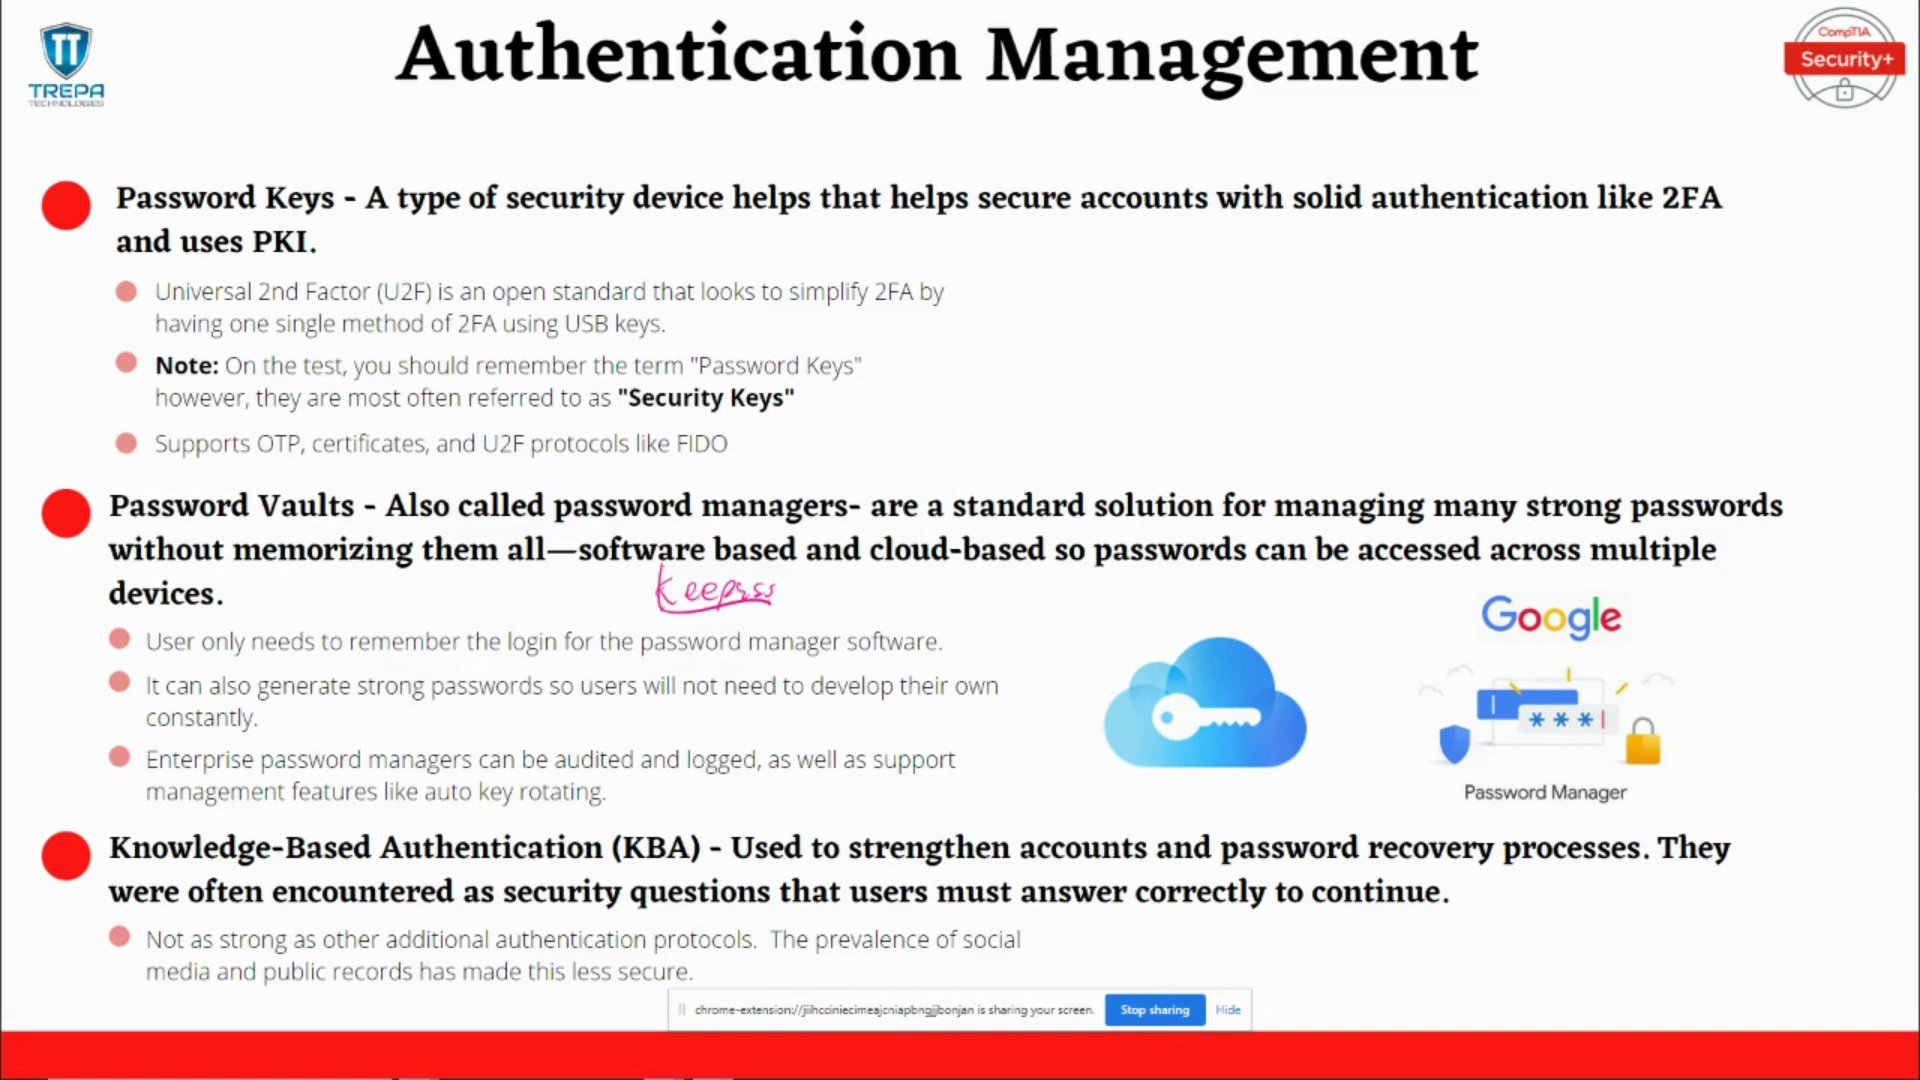 Authentication Management
TREPA
TECHNOLOGIES
CompTIA
Security+
Password Keys - A type of security device helps that helps secure accounts with solid authentication like 2FA
and uses PKI.
Universal 2nd Factor (U2F) is an open standard that looks to simplify 2FA by
having one single method of 2FA using USB keys.
Note: On the test, you should remember the term "Password Keys"
however, they are most often referred to as "Security Keys"
Supports OTP, certificates, and U2F protocols like FIDO
Password Vaults - Also called password managers- are a standard solution for managing many strong passwords
without memorizing them all—software based and cloud-based so passwords can be accessed across multiple
devices.
User only needs to remember the login for the password manager software.
It can also generate strong passwords so users will not need to develop their own
constantly.
Enterprise password managers can be audited and logged, as well as support
management features like auto key rotating.
Google
***
Password Manager
Knowledge-Based Authentication (KBA) - Used to strengthen accounts and password recovery processes. They
were often encountered as security questions that users must answer correctly to continue.
Not as strong as other additional authentication protocols. The prevalence of social
media and public records has made this less secure.
is sharing your screen.
Stop sharing
Hide